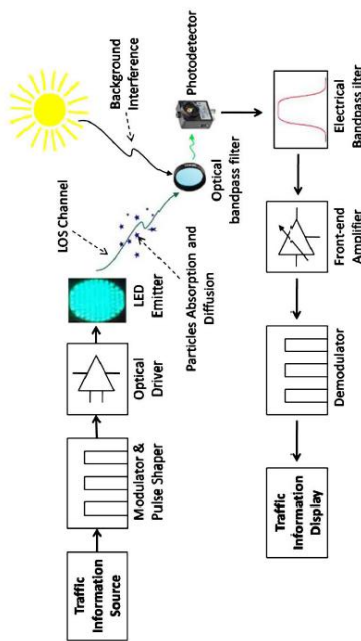 Traffic
Information
Source
Modulator &
Pulse Shaper
Optical
Driver
LED
Emitter
LOS Channel
Particles Absorption and
Diffusion
Background
Interference
Optical
bandpass filter
Photodetector
Electrical
Bandpass ilter
Front-end
Amplifier
Demodulator
Traffic
Information
Display